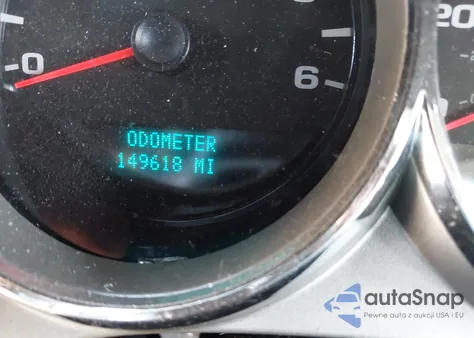 0
6
20
ODOMETER
149618 MI
autaSnap
Pewne auta z aukcji USA i EU